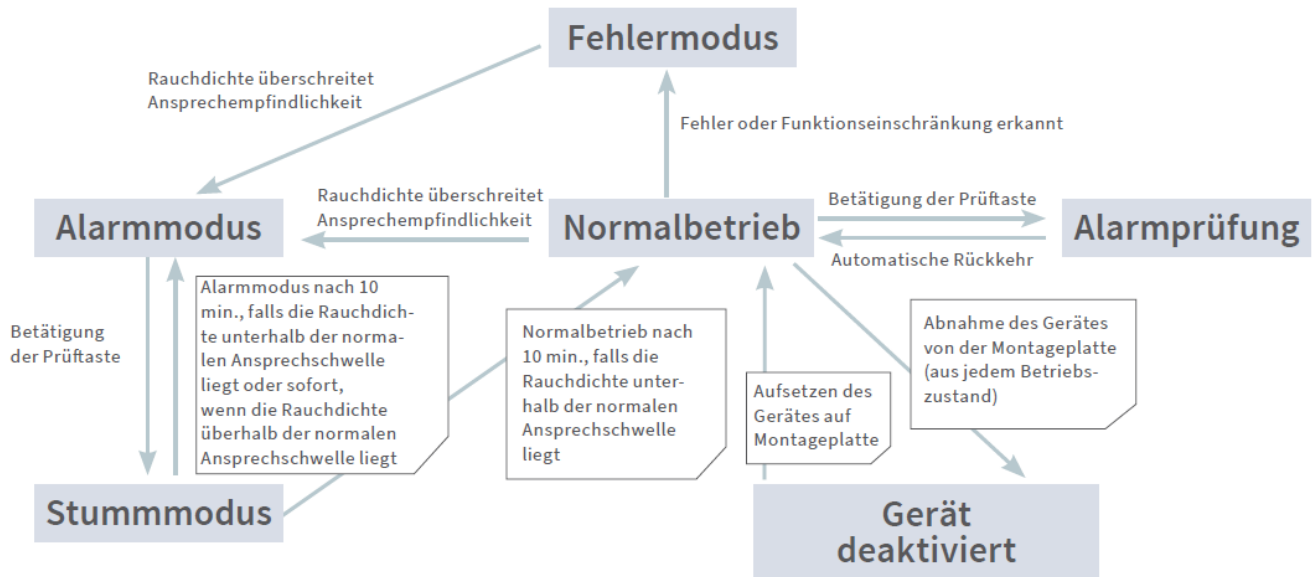 Fehlermodus
Rauchdichte überschreitet
Ansprechempfindlichkeit
Fehler oder Funktionseinschränkung erkannt
Alarmmodus
Rauchdichte überschreitet
Ansprechempfindlichkeit
Normalbetrieb
Betätigung der Prüftaste
Automatische Rückkehr
Alarmprüfung
Betätigung
der Prüftaste
Alarmmodus nach 10
min., falls die Rauchdich-
te unterhalb der norma-
len Ansprechschwelle
liegt oder sofort,
wenn die Rauchdichte
überhalb der normalen
Ansprechschwelle liegt
Normalbetrieb nach
10 min., falls die
Rauchdichte unter-
halb der normalen
Ansprechschwelle
liegt
Aufsetzen des
Gerätes auf
Montageplatte
Abnahme des Gerätes
von der Montageplatte
(aus jedem Betriebs-
zustand)
Stummmodus
Gerät
deaktiviert